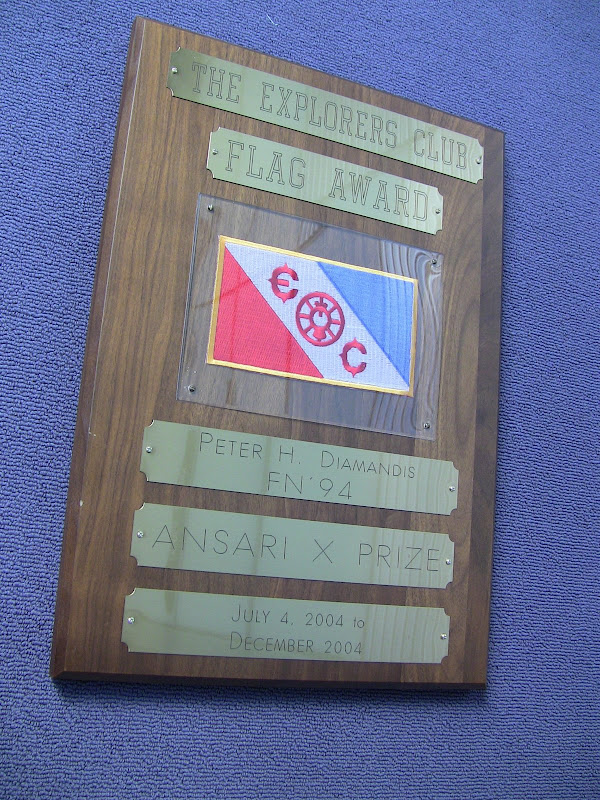 THE EXPLORERS CLUB
FLAG AWARD
E C
PETER H. DIAMANDIS
FN'94
ANSARI X PRIZE
JULY 4, 2004 to
DECEMBER 2004